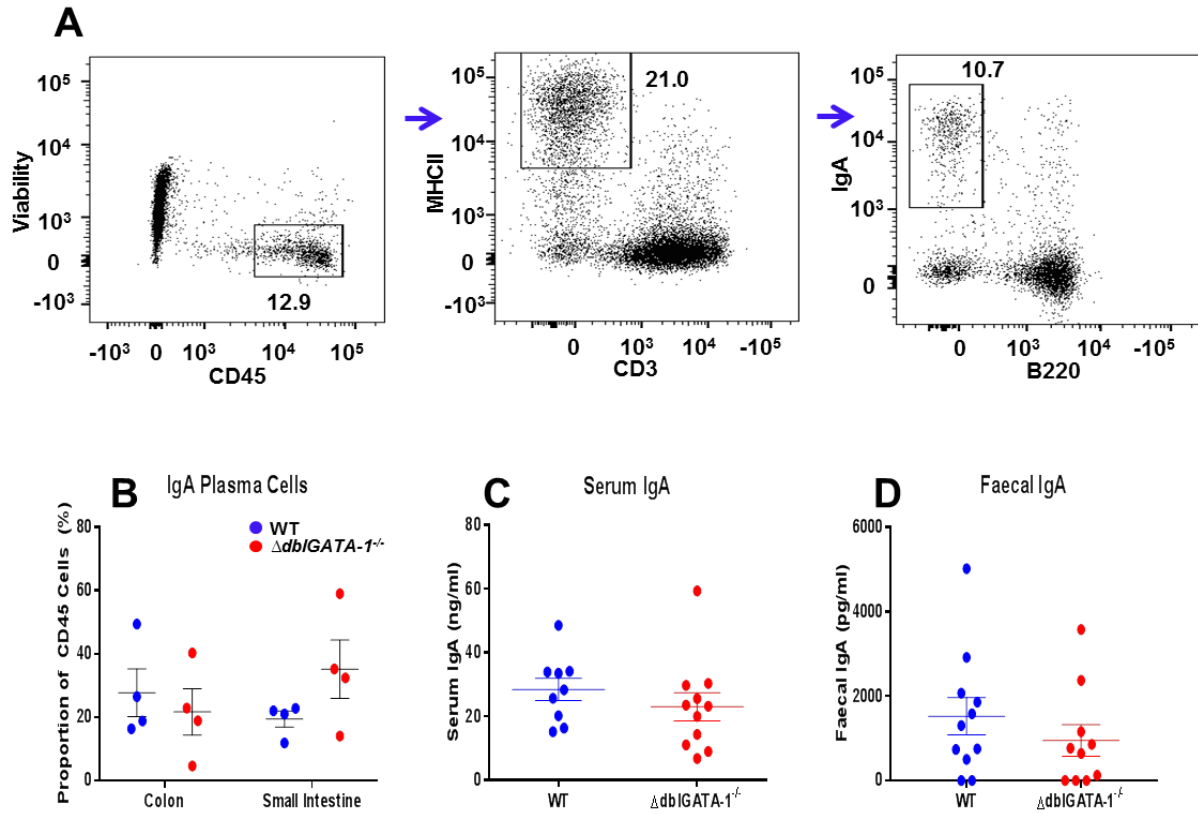 A
10⁵
10⁴
10³
0
-10³
Viability
12.9
-10³ 0 10³ 10⁴ 10⁵
CD45
21.0
10⁵
10⁴
10³
0
-10³
MHCII
0 10³ 10⁴ -10⁵
CD3
10.7
10⁵
10⁴
10³
0
IgA
0 10³ 10⁴ -10⁵
B220
B
IgA Plasma Cells
WT
ΔdblGATA-1⁻/⁻
Proportion of CD45 Cells (%)
80
60
40
20
0
Colon Small Intestine
C
Serum IgA
Serum IgA (ng/ml)
80
60
40
20
0
WT ΔdblGATA-1⁻/⁻
D
Faecal IgA
Faecal IgA (pg/ml)
6000
4000
2000
0
WT ΔdblGATA-1⁻/⁻